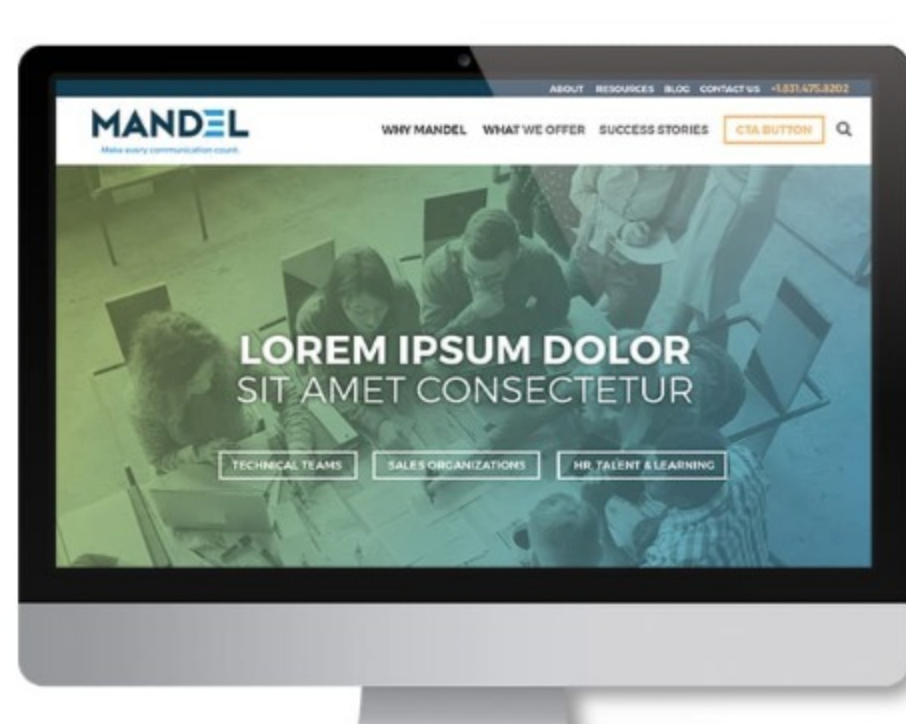 ABOUT RESOURCES BLOG CONTACT US +1.831.475.8202
MANDEL
Make every communication count.
WHY MANDEL WHAT WE OFFER SUCCESS STORIES CTA BUTTON
LOREM IPSUM DOLOR
SIT AMET CONSECTETUR
TECHNICAL TEAMS SALES ORGANIZATIONS HR, TALENT & LEARNING